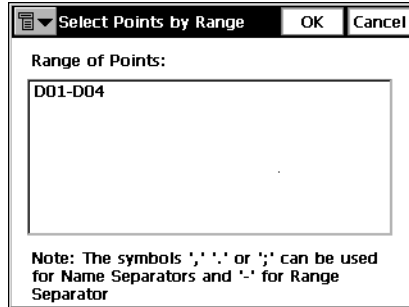 Select Points by Range
OK
Cancel
Range of Points:
D01-D04
Note: The symbols ',' '.' or ';' can be used
for Name Separators and '-' for Range
Separator